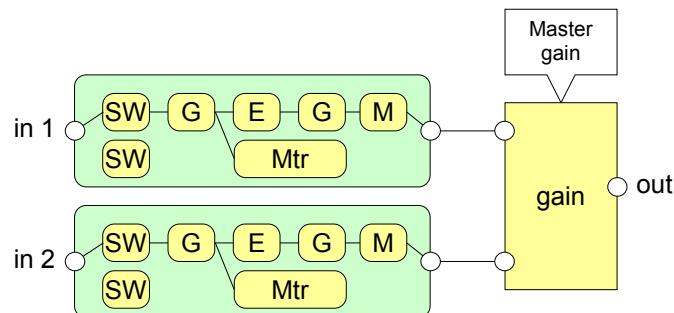 Master
gain
SW G E G M
in 1
SW Mtr
gain
out
SW G E G M
in 2
SW Mtr